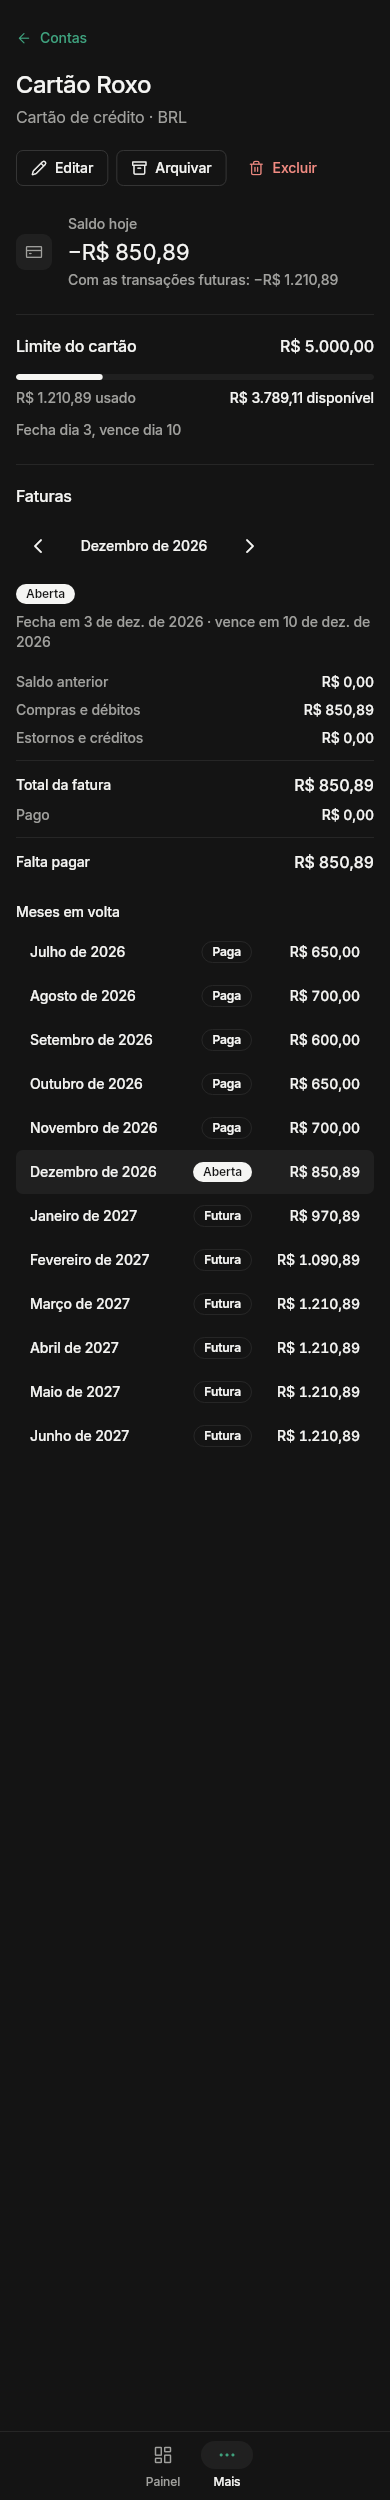 Contas
Cartão Roxo
Cartão de crédito · BRL
Editar Arquivar Excluir
Saldo hoje
−R$ 850,89
Com as transações futuras: −R$ 1.210,89
Limite do cartão R$ 5.000,00
R$ 1.210,89 usado R$ 3.789,11 disponível
Fecha dia 3, vence dia 10
Faturas
Dezembro de 2026
Aberta
Fecha em 3 de dez. de 2026 · vence em 10 de dez. de
2026
Saldo anterior R$ 0,00
Compras e débitos R$ 850,89
Estornos e créditos R$ 0,00
Total da fatura R$ 850,89
Pago R$ 0,00
Falta pagar R$ 850,89
Meses em volta
Julho de 2026 Paga R$ 650,00
Agosto de 2026 Paga R$ 700,00
Setembro de 2026 Paga R$ 600,00
Outubro de 2026 Paga R$ 650,00
Novembro de 2026 Paga R$ 700,00
Dezembro de 2026 Aberta R$ 850,89
Janeiro de 2027 Futura R$ 970,89
Fevereiro de 2027 Futura R$ 1.090,89
Março de 2027 Futura R$ 1.210,89
Abril de 2027 Futura R$ 1.210,89
Maio de 2027 Futura R$ 1.210,89
Junho de 2027 Futura R$ 1.210,89
Painel Mais